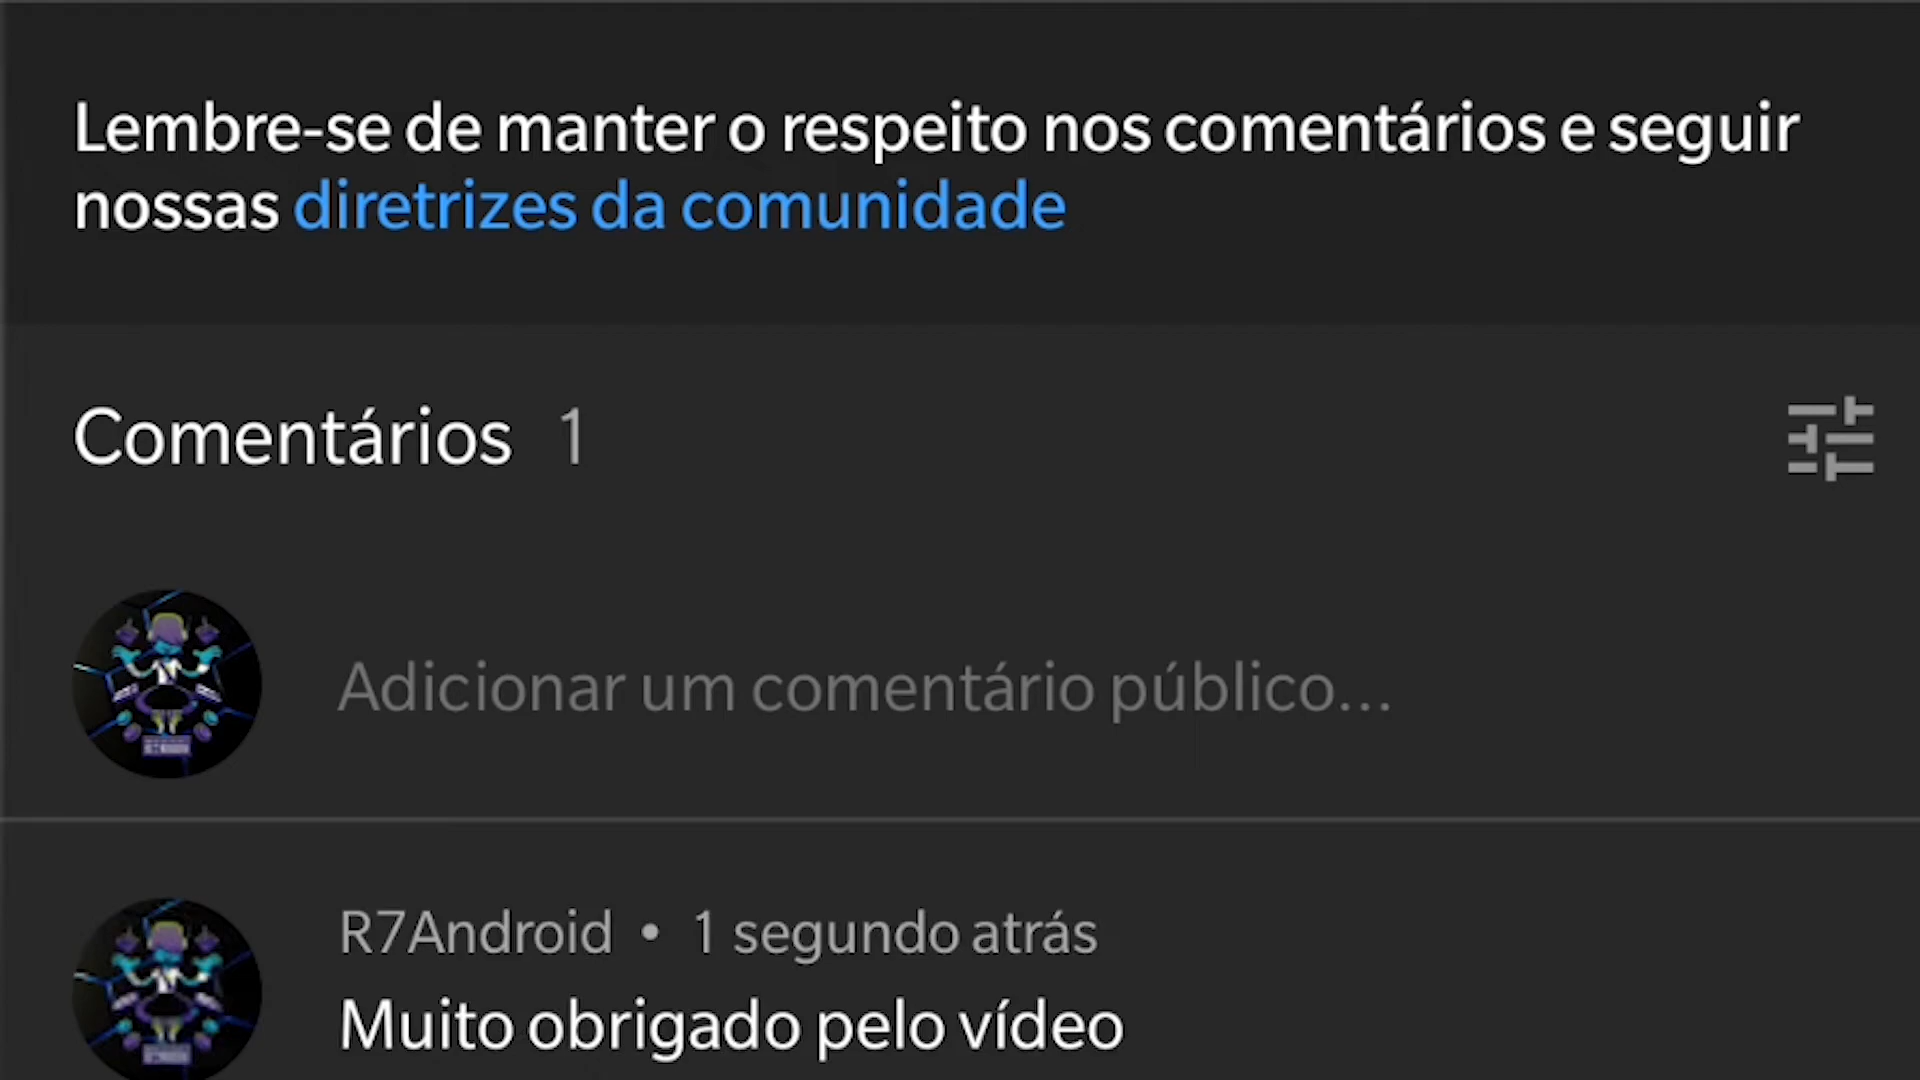 Lembre-se de manter o respeito nos comentários e seguir
nossas diretrizes da comunidade
Comentários 1
Adicionar um comentário público...
R7Android • 1 segundo atrás
Muito obrigado pelo vídeo